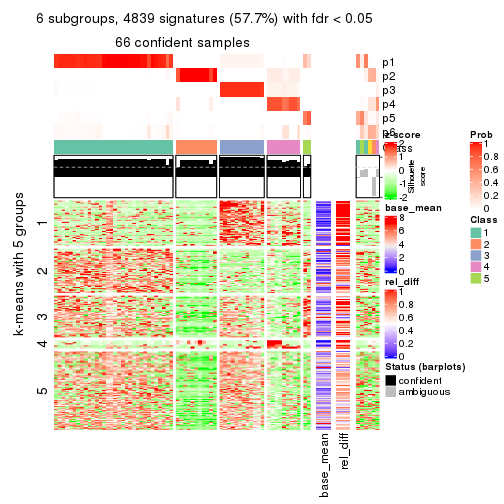 6 subgroups, 4839 signatures (57.7%) with fdr < 0.05
66 confident samples
p1
p2
p3
p4
p5
p6
Class
Silhouette
score
k-means with 5 groups
1
2
3
4
5
base_mean
rel_diff
z-score
2
1
0
-1
-2
base_mean
8
6
4
2
0
rel_diff
1
0.8
0.6
0.4
0.2
0
Status (barplots)
confident
ambiguous
Prob
1
0.8
0.6
0.4
0.2
0
Class
1
2
3
4
5